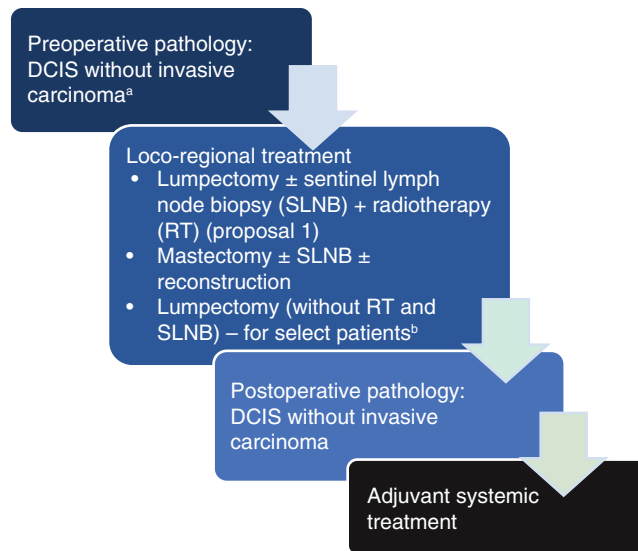 Preoperative pathology:
DCIS without invasive
carcinomaᵃ
Loco-regional treatment
• Lumpectomy ± sentinel lymph
node biopsy (SLNB) + radiotherapy
(RT) (proposal 1)
• Mastectomy ± SLNB ±
reconstruction
• Lumpectomy (without RT and
SLNB) – for select patientsᵇ
Postoperative pathology:
DCIS without invasive
carcinoma
Adjuvant systemic
treatment